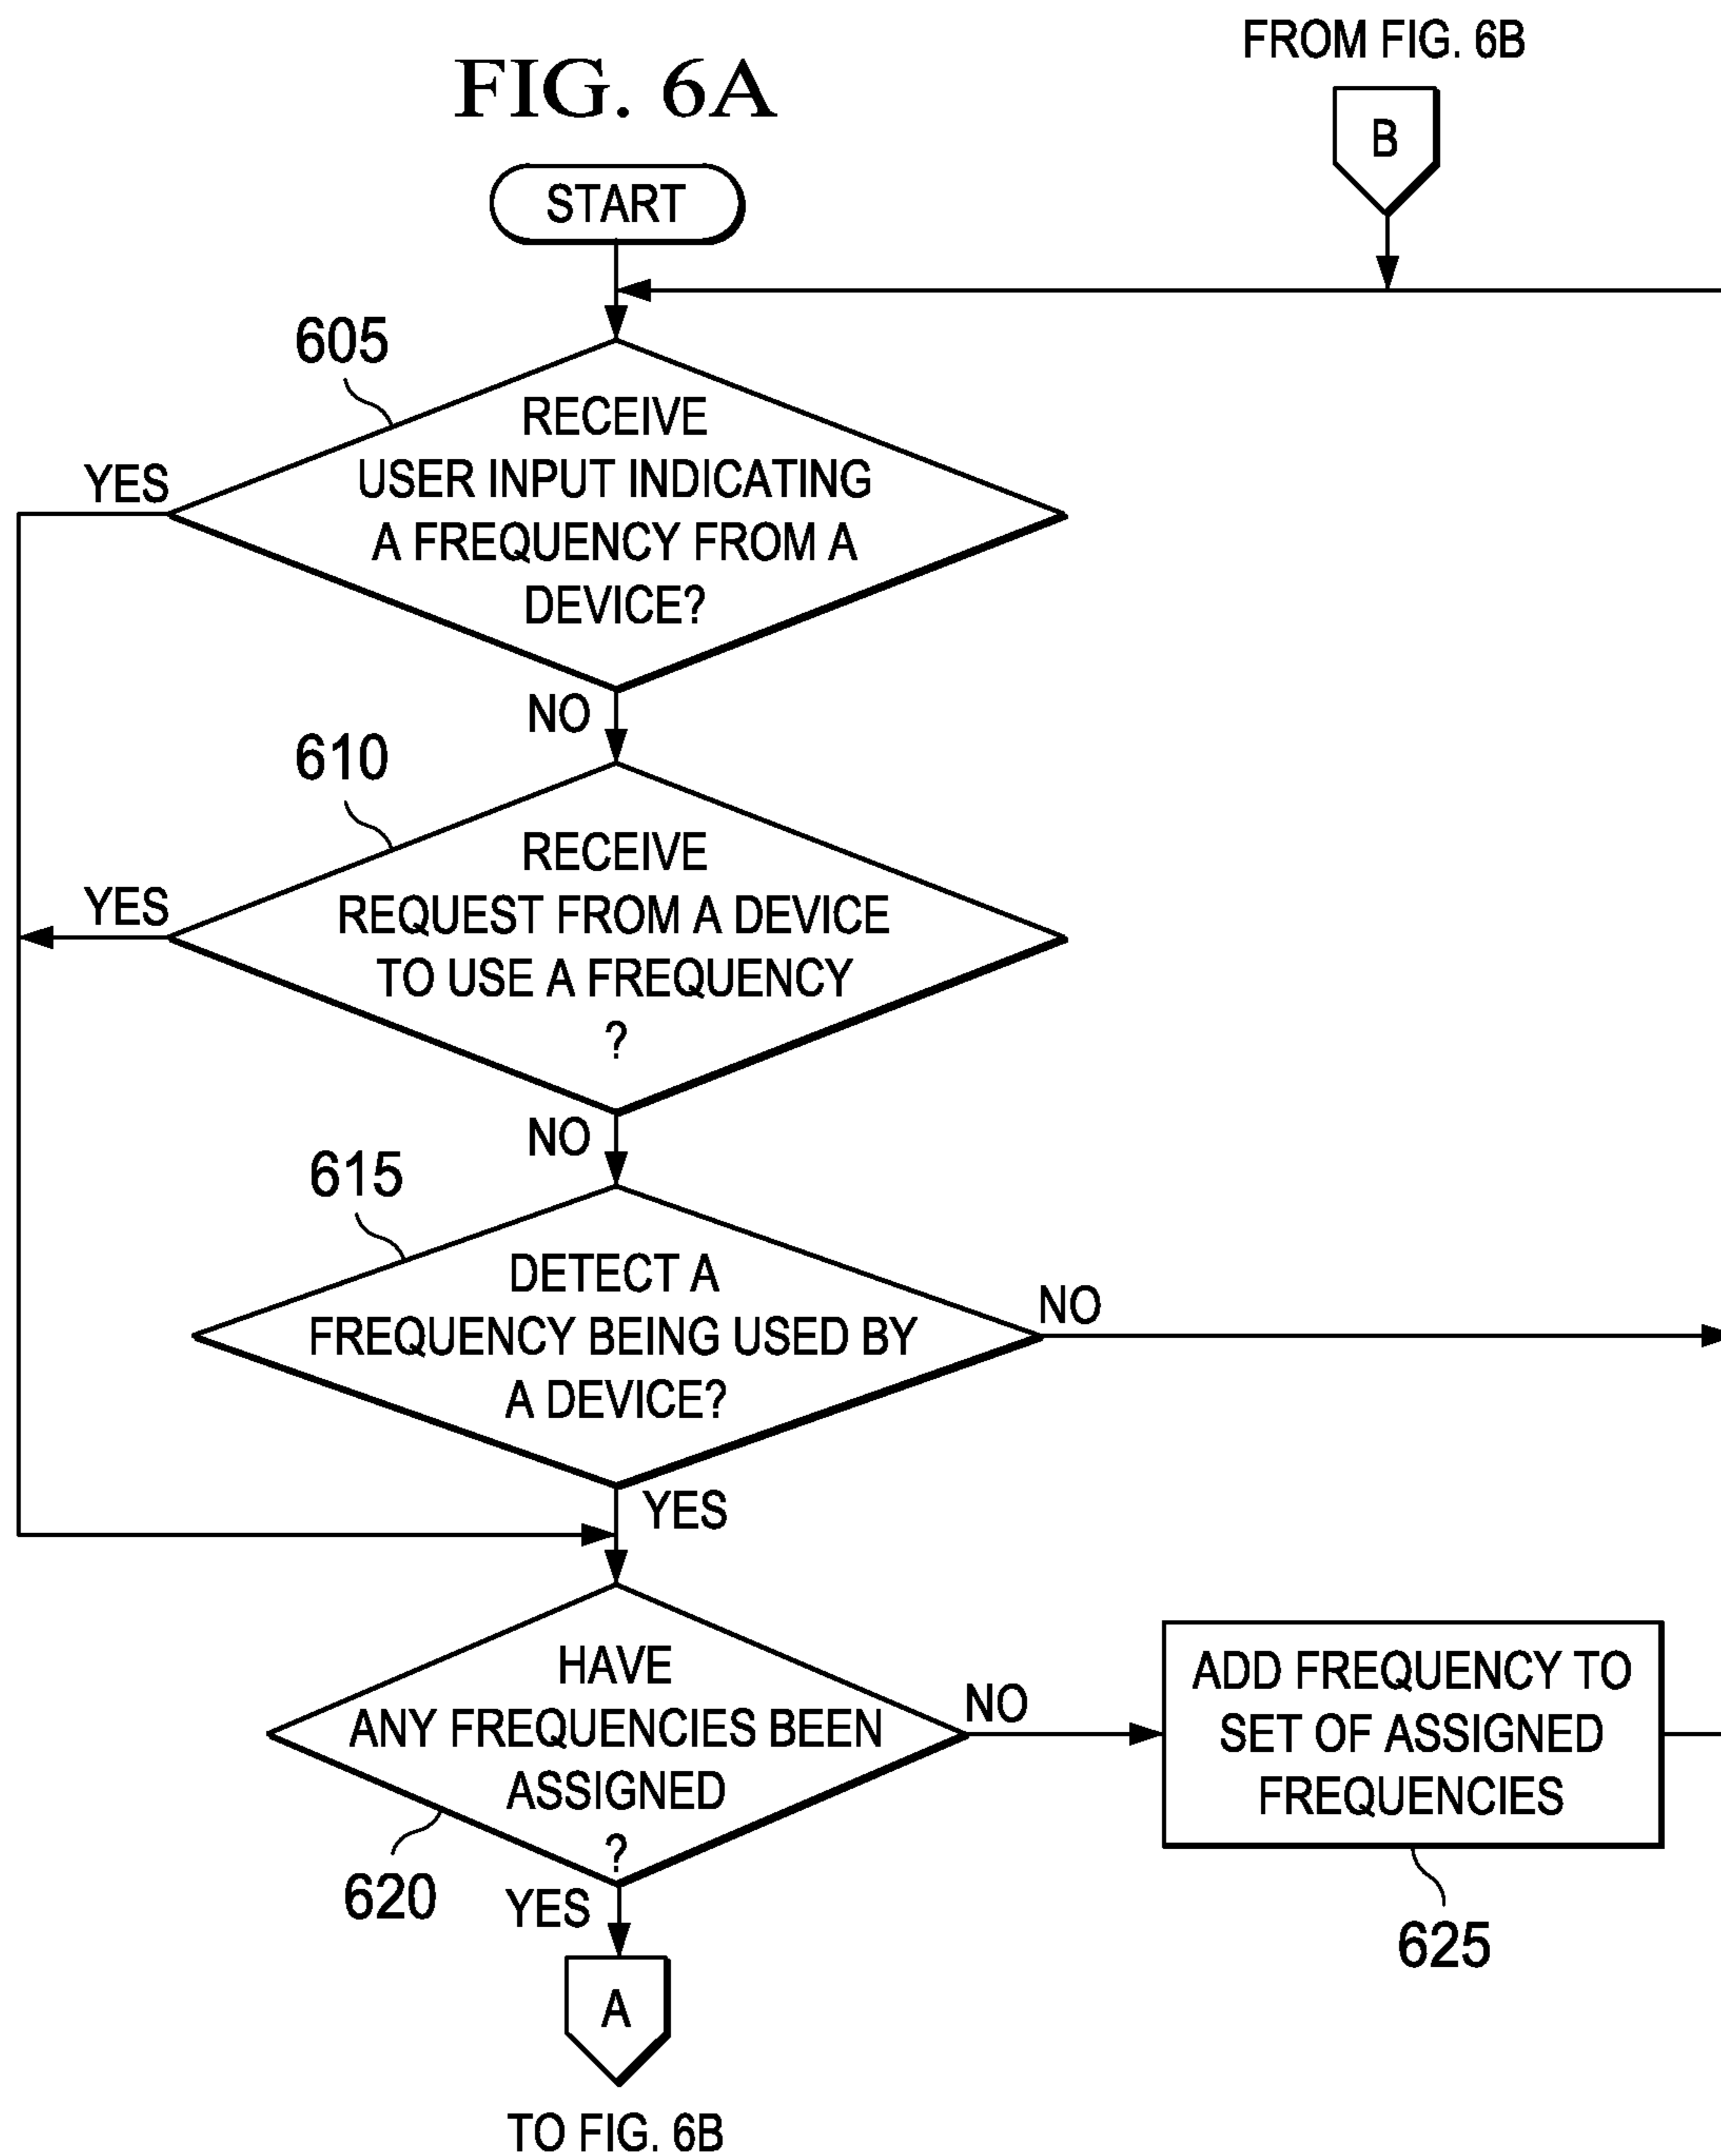 FIG. 6A
FROM FIG. 6B
B
START
605
RECEIVE
USER INPUT INDICATING
A FREQUENCY FROM A
DEVICE?
YES
NO
610
RECEIVE
REQUEST FROM A DEVICE
TO USE A FREQUENCY
?
YES
NO
615
DETECT A
FREQUENCY BEING USED BY
A DEVICE?
NO
YES
HAVE
ANY FREQUENCIES BEEN
ASSIGNED
?
NO
620
YES
ADD FREQUENCY TO
SET OF ASSIGNED
FREQUENCIES
625
A
TO FIG. 6B